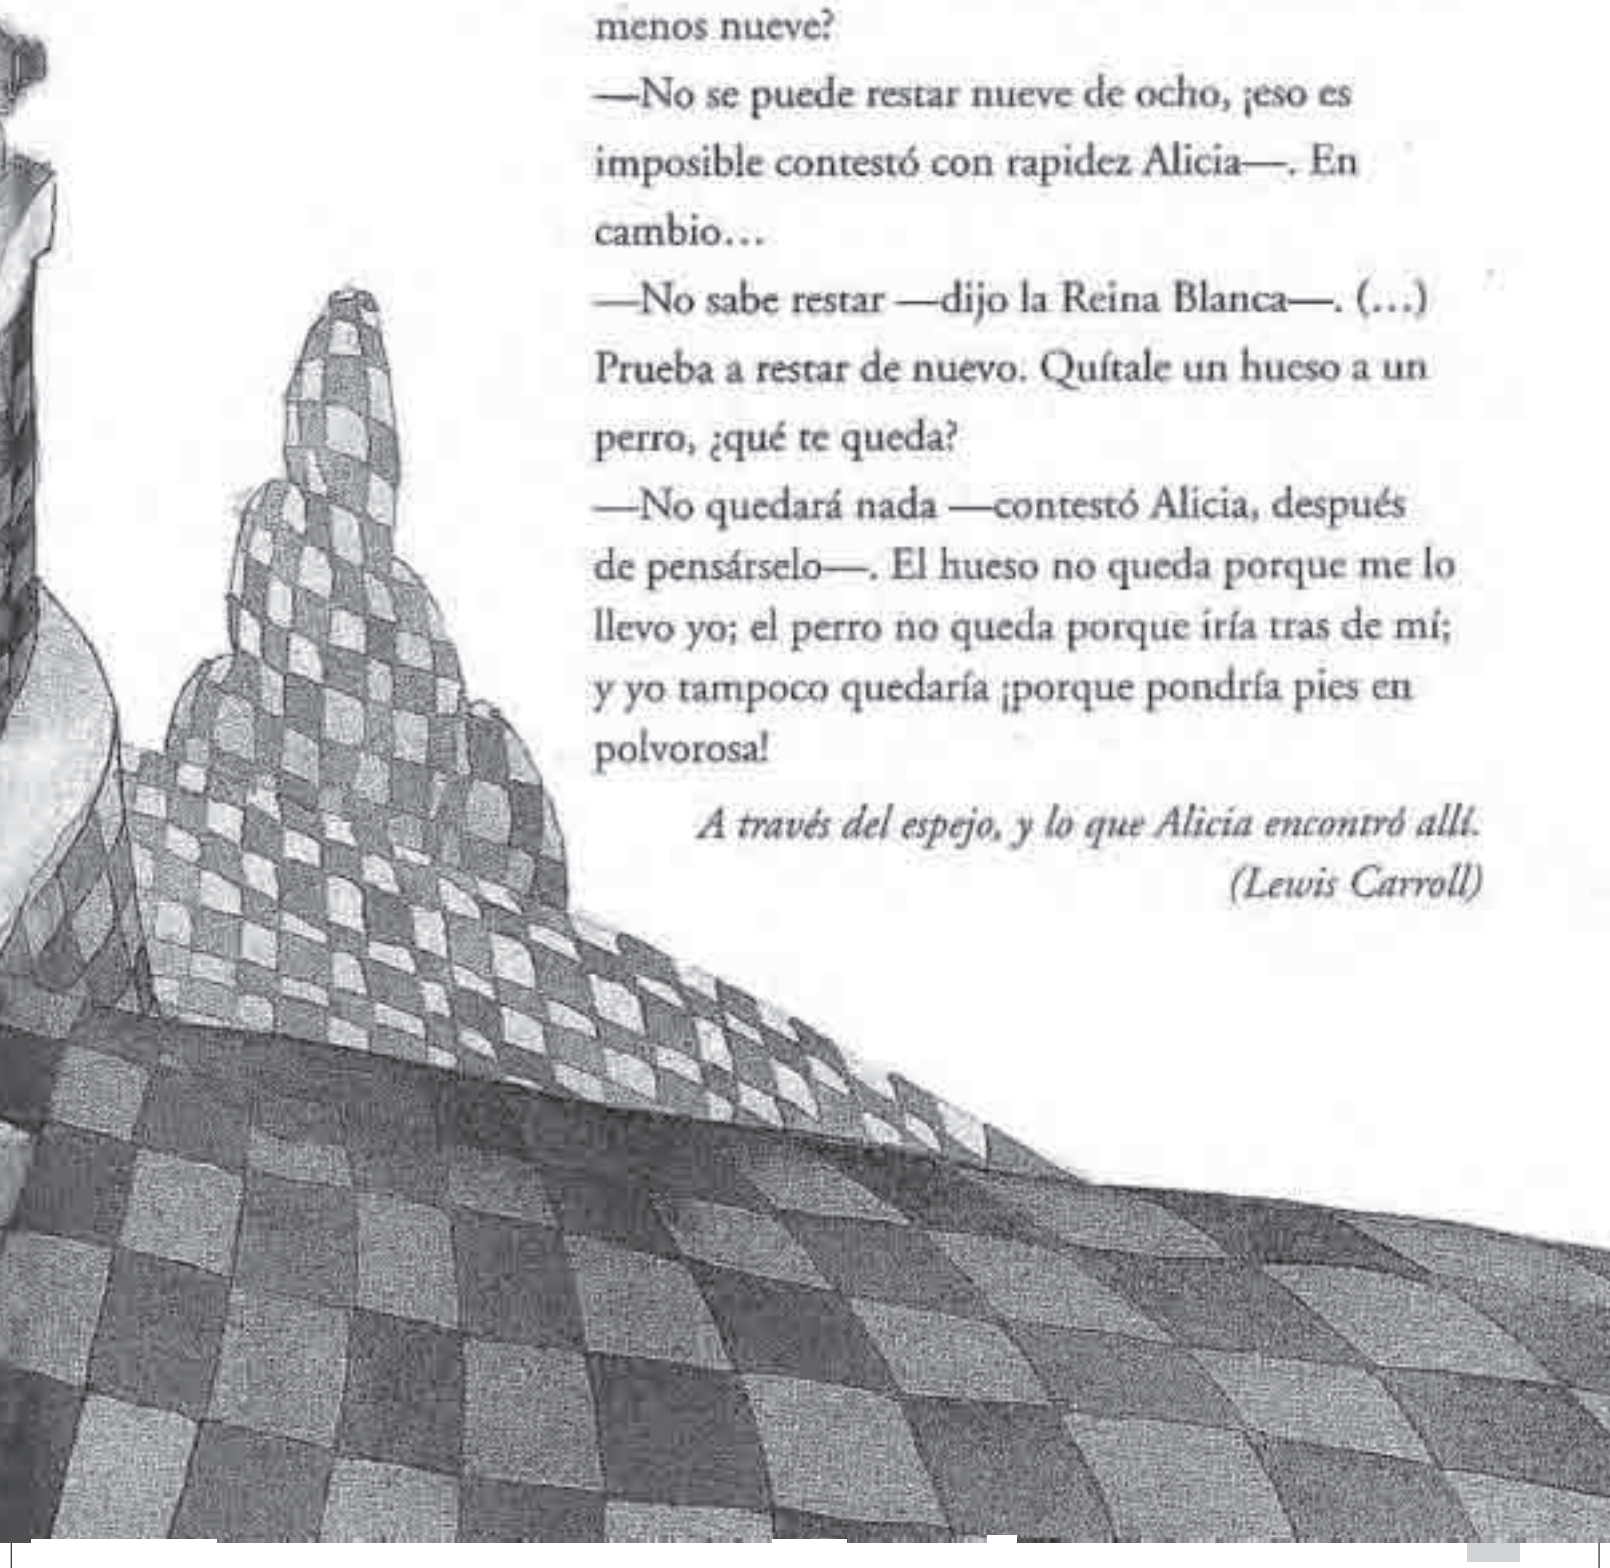 menos nueve?
—No se puede restar nueve de ocho, ¡eso es
imposible contestó con rapidez Alicia—. En
cambio…
—No sabe restar —dijo la Reina Blanca—. (…)
Prueba a restar de nuevo. Quítale un hueso a un
perro, ¿qué te queda?
—No quedará nada —contestó Alicia, después
de pensárselo—. El hueso no queda porque me lo
llevo yo; el perro no queda porque iría tras de mí;
y yo tampoco quedaría ¡porque pondría pies en
polvorosa!
A través del espejo, y lo que Alicia encontró allí.
(Lewis Carroll)